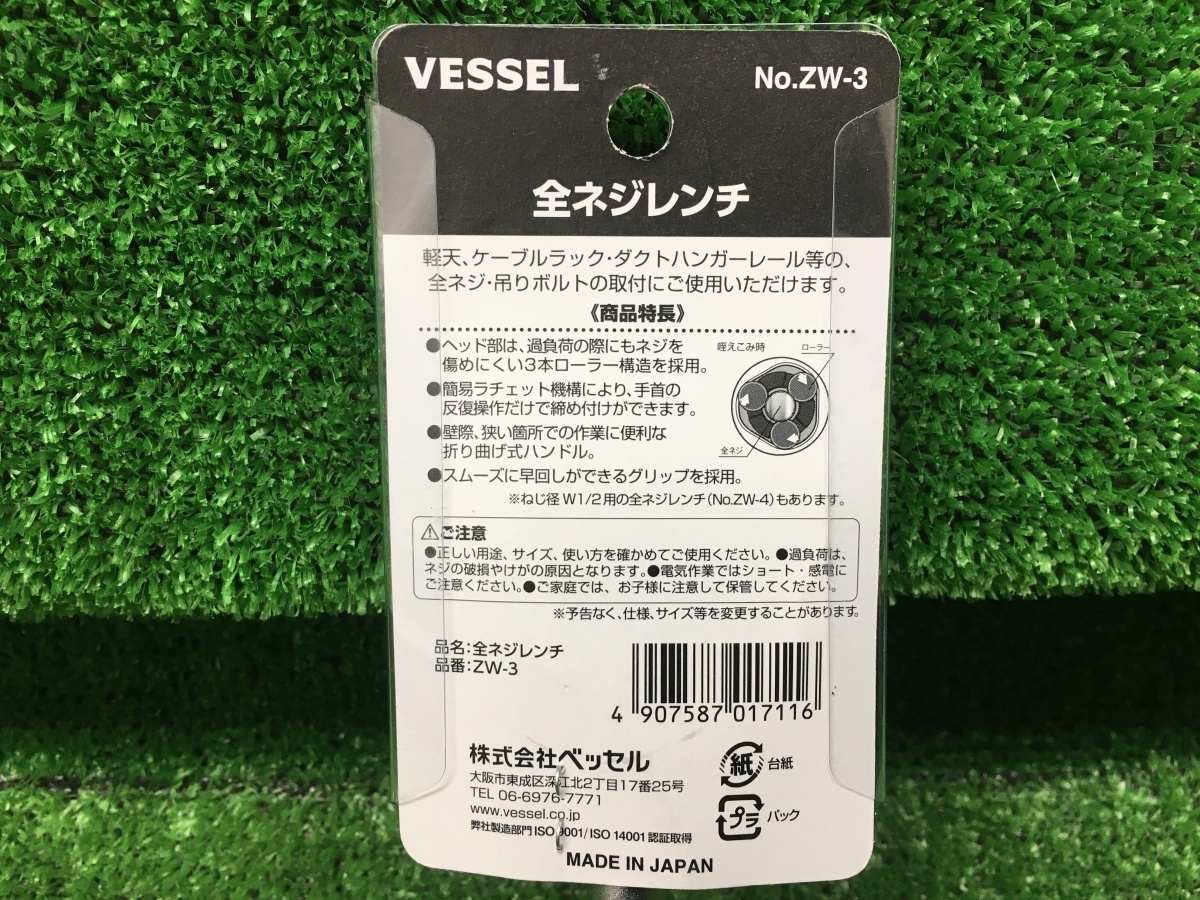 VESSEL
No.ZW-3
全ネジレンチ
軽天、ケーブルラック・ダクトハンガーレール等の、
全ネジ・吊りボルトの取付にご使用いただけます。
《商品特長》
●ヘッド部は、過負荷の際にもネジを
傷めにくい3本ローラー構造を採用。
●簡易ラチェット機構により、手首の
反復操作だけで締め付けができます。
●壁際、狭い箇所での作業に便利な
折り曲げ式ハンドル。
●スムーズに早回しができるグリップを採用。
咥えこみ時
ローラー
全ネジ
※ねじ径 W1/2 用の全ネジレンチ(No.ZW-4)もあります。
⚠ご注意
●正しい用途、サイズ、使い方を確かめてご使用ください。●過負荷は、
ネジの破損やけがの原因となります。●電気作業ではショート・感電に
ご注意ください。●ご家庭では、お子様に注意して保管してください。
※予告なく、仕様、サイズ等を変更することがあります。
品名:全ネジレンチ
品番:ZW-3
4 907587 017116
株式会社ベッセル
大阪市東成区深江北2丁目17番25号
TEL 06-6976-7771
www.vessel.co.jp
弊社製造部門 ISO 9001/ISO 14001 認証取得
紙 台紙
プラ パック
MADE IN JAPAN